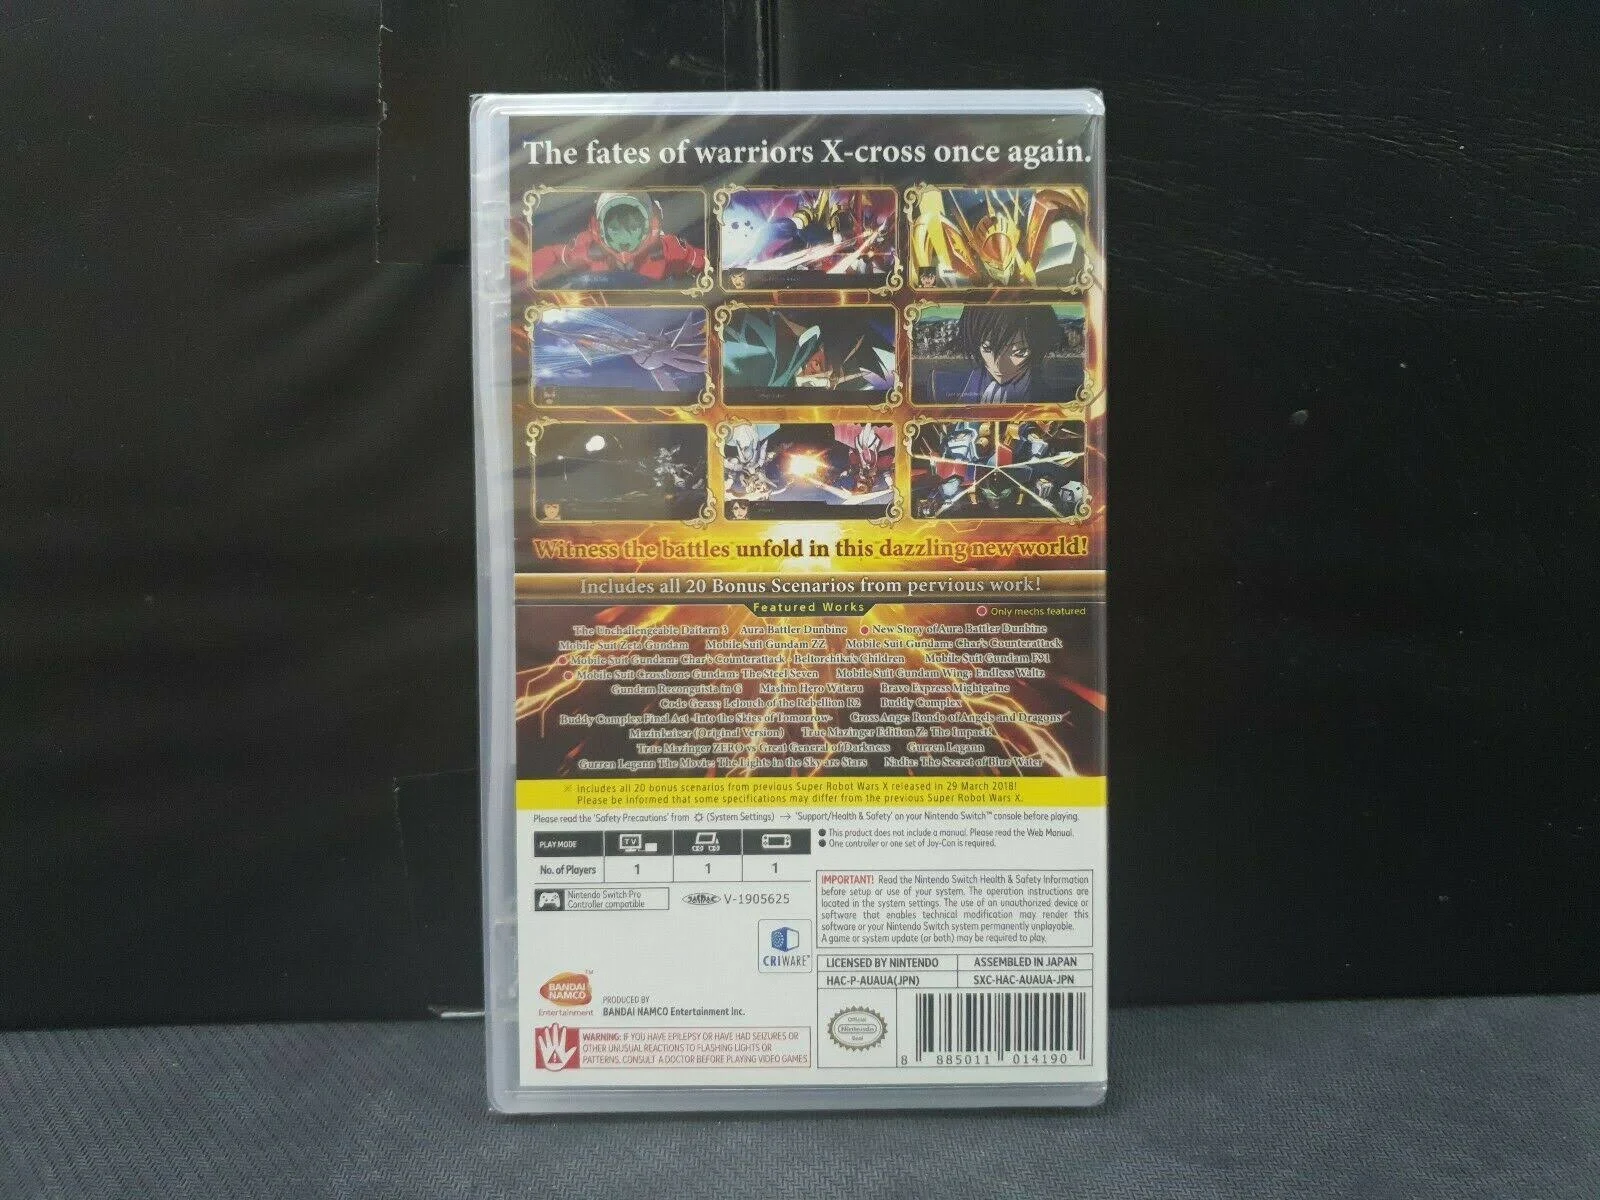 The fates of warriors X-cross once again.
Witness the battles unfold in this dazzling new world!
Includes all 20 Bonus Scenarios from pervious work!
Featured Works
Only mechs featured
The Unchallengeable Daitarn 3 Aura Battler Dunbine New Story of Aura Battler Dunbine
Mobile Suit Zeta Gundam Mobile Suit Gundam ZZ Mobile Suit Gundam: Char's Counterattack
Mobile Suit Gundam: Char's Counterattack - Beltorchika's Children Mobile Suit Gundam F91
Mobile Suit Crossbone Gundam: The Steel Seven Mobile Suit Gundam Wing: Endless Waltz
Gundam Reconguista in G Mashin Hero Wataru Brave Express Mightgaine
Code Geass: Lelouch of the Rebellion R2 Buddy Complex
Buddy Complex Final Act -Into the Skies of Tomorrow- Cross Ange: Rondo of Angels and Dragons
Mazinkaiser (Original Version) True Mazinger Edition Z: The Impact!
True Mazinger ZERO vs Great General of Darkness Gurren Lagann
Gurren Lagann The Movie: The Lights in the Sky are Stars Nadia: The Secret of Blue Water
※ Includes all 20 bonus scenarios from previous Super Robot Wars X released in 29 March 2018!
Please be informed that some specifications may differ from the previous Super Robot Wars X.
Please read the 'Safety Precautions' from (System Settings) → 'Support/Health & Safety' on your Nintendo Switch™ console before playing.
PLAY MODE
TV
No. of Players 1 1 1
● This product does not include a manual. Please read the Web Manual.
● One controller or one set of Joy-Con is required.
Nintendo Switch Pro
Controller compatible
JASRAC V-1905625
IMPORTANT! Read the Nintendo Switch Health & Safety Information
before setup or use of your system. The operation instructions are
located in the system settings. The use of an unauthorized device or
software that enables technical modification may render this
software or your Nintendo Switch system permanently unplayable.
A game or system update (or both) may be required to play.
CRIWARE™
LICENSED BY NINTENDO ASSEMBLED IN JAPAN
HAC-P-AUAUA(JPN) SXC-HAC-AUAUA-JPN
BANDAI
NAMCO
™
Entertainment
PRODUCED BY
BANDAI NAMCO Entertainment Inc.
WARNING: IF YOU HAVE EPILEPSY OR HAVE HAD SEIZURES OR
OTHER UNUSUAL REACTIONS TO FLASHING LIGHTS OR
PATTERNS, CONSULT A DOCTOR BEFORE PLAYING VIDEO GAMES.
Official
Nintendo
Seal
8 885011 014190